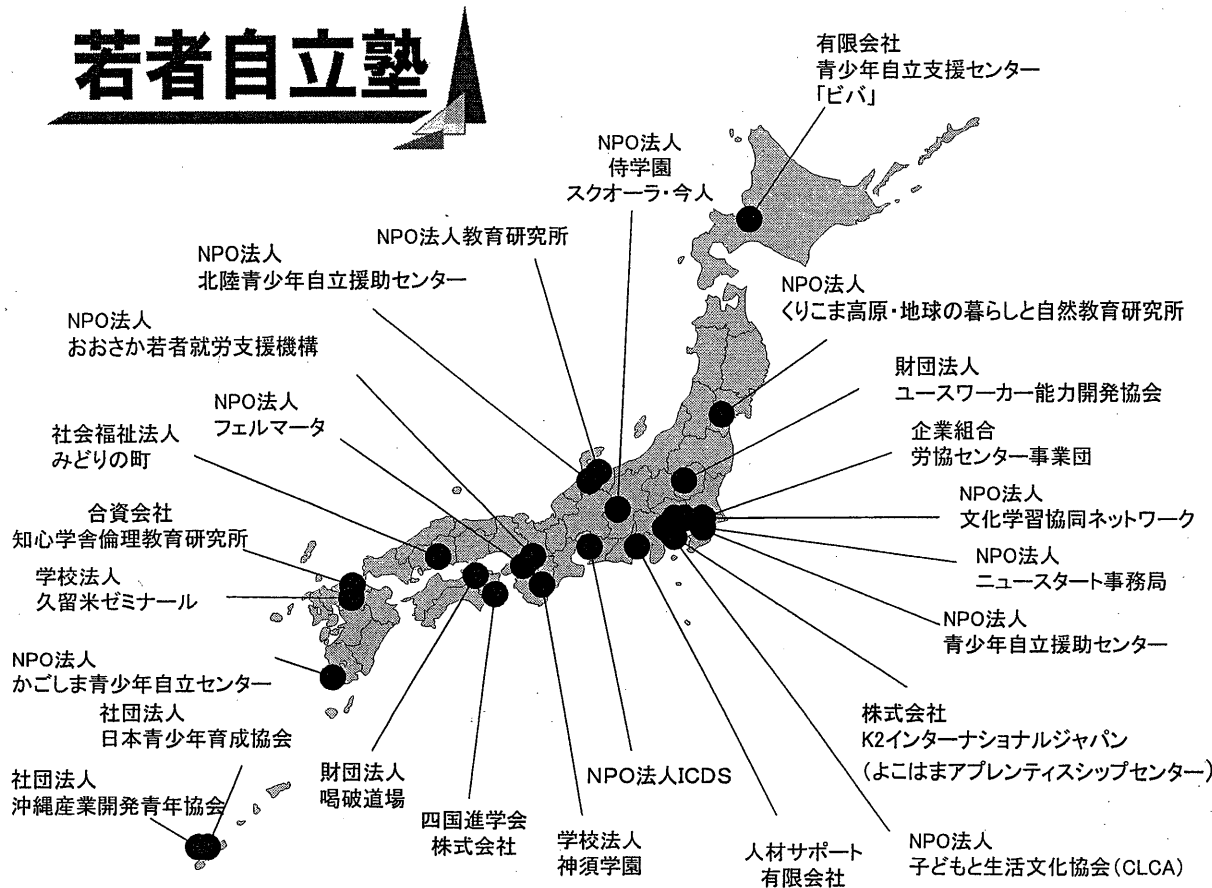 若者自立塾
有限会社
青少年自立支援センター
「ビバ」
NPO法人
侍学園
スクオーラ・今人
NPO法人教育研究所
NPO法人
北陸青少年自立援助センター
NPO法人
くりこま高原・地球の暮らしと自然教育研究所
NPO法人
おおさか若者就労支援機構
財団法人
ユースワーカー能力開発協会
NPO法人
フェルマータ
企業組合
労協センター事業団
社会福祉法人
みどりの町
NPO法人
文化学習協同ネットワーク
合資会社
知心学舎倫理教育研究所
NPO法人
ニュースタート事務局
学校法人
久留米ゼミナール
NPO法人
青少年自立援助センター
NPO法人
かごしま青少年自立センター
社団法人
日本青少年育成協会
株式会社
K2インターナショナルジャパン
(よこはまアプレンティスシップセンター)
社団法人
沖縄産業開発青年協会
財団法人
喝破道場
NPO法人ICDS
四国進学会
株式会社
学校法人
神須学園
人材サポート
有限会社
NPO法人
子どもと生活文化協会(CLCA)